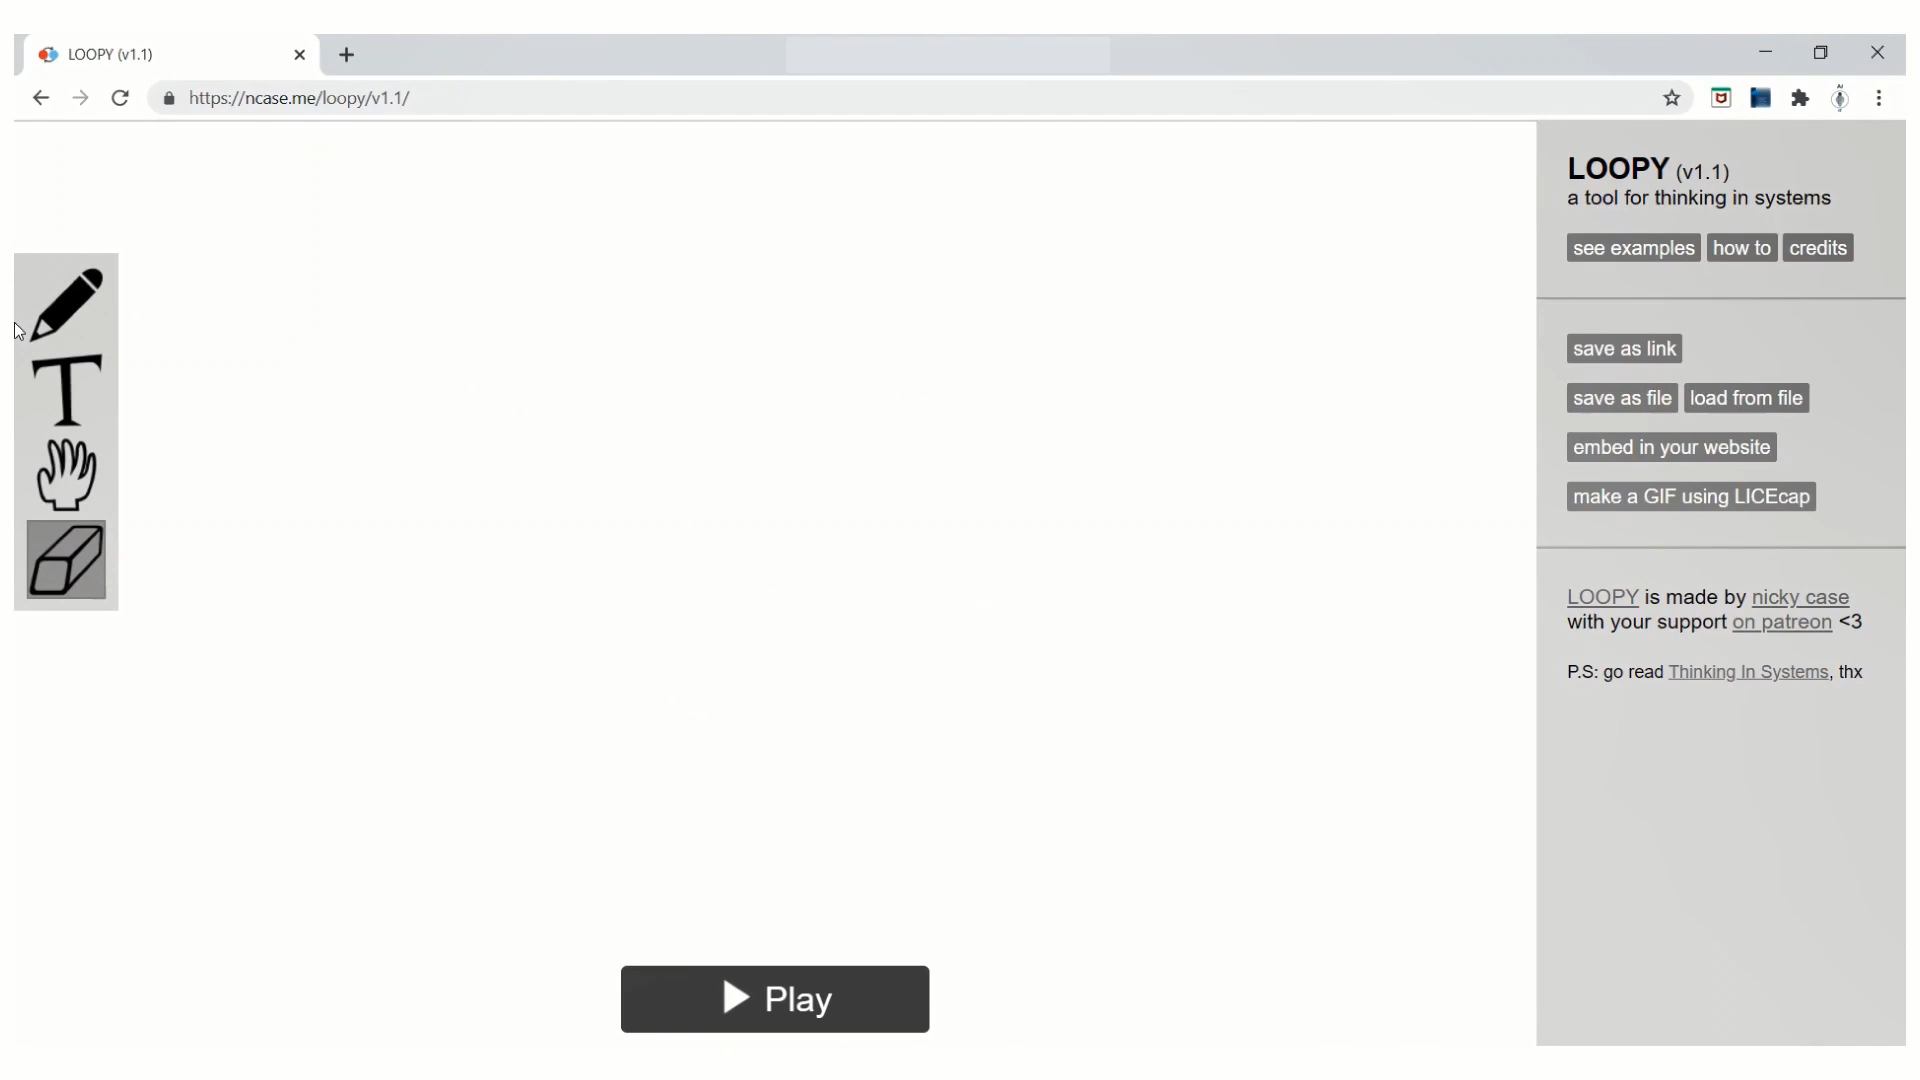 LOOPY (v1.1)
https://ncase.me/loopy/v1.1/
LOOPY (v1.1)
a tool for thinking in systems
see examples how to credits
save as link
save as file load from file
embed in your website
make a GIF using LICEcap
LOOPY is made by nicky case
with your support on patreon <3
P.S: go read Thinking In Systems, thx
T
Play